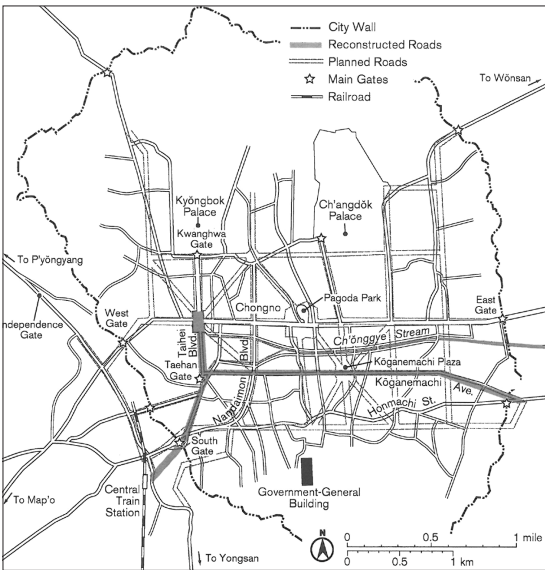 City Wall
Reconstructed Roads
Planned Roads
Main Gates
Railroad
To Wŏnsan
Kyŏngbok
Palace
Kwanghwa
Gate
Ch'angdŏk
Palace
To P'yŏngyang
Independence
Gate
West
Gate
Chongno
Pagoda Park
East
Gate
Taihei
Blvd.
Ch'ŏnggye Stream
Blvd.
Kōganemachi Plaza
Taehan
Gate
Nandaimon
Kōganemachi
Ave.
Honmachi St.
South
Gate
Central
Train
Station
Government-General
Building
To Map'o
To Yongsan
N
0 0.5 1 mile
0 0.5 1 km